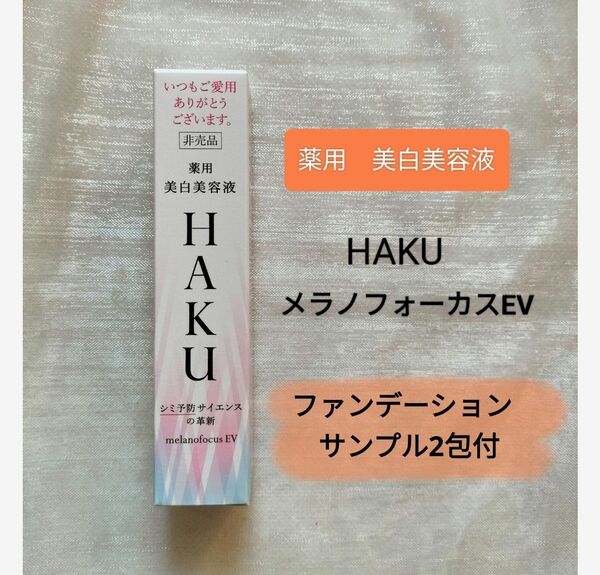 いつもご愛用
ありがとう
ございます。
非売品
薬用
美白美容液
HAKU
シミ予防サイエンス
の革新
melanofocus EV
薬用　美白美容液
HAKU
メラノフォーカスEV
ファンデーション
サンプル2包付